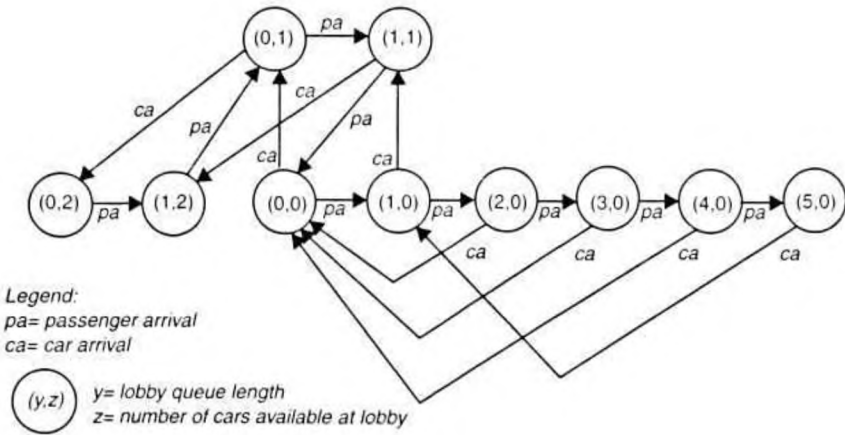 (0,1) pa (1,1)
ca pa ca pa
ca ca
(0,2) pa (1,2) (0,0) pa (1,0) pa (2,0) pa (3,0) pa (4,0) pa (5,0)
ca ca ca ca
Legend:
pa= passenger arrival
ca= car arrival
(y,z) y= lobby queue length
z= number of cars available at lobby